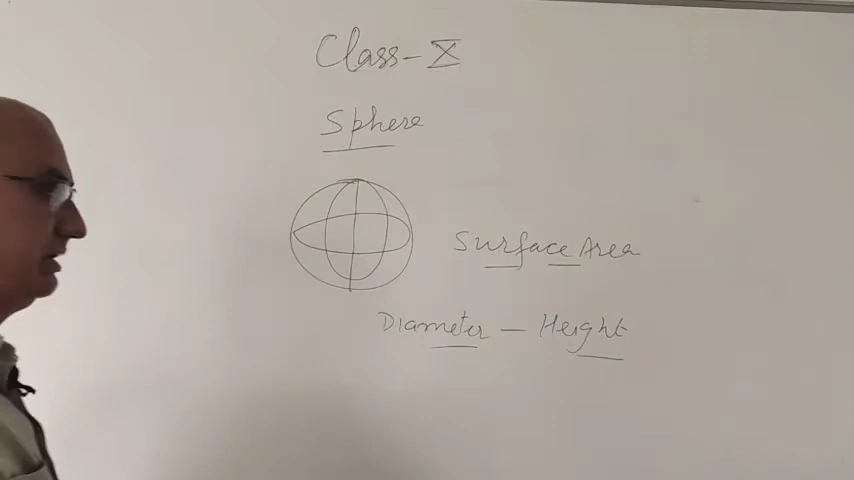 Class-X
Sphere
Surface Area
Diameter — Height